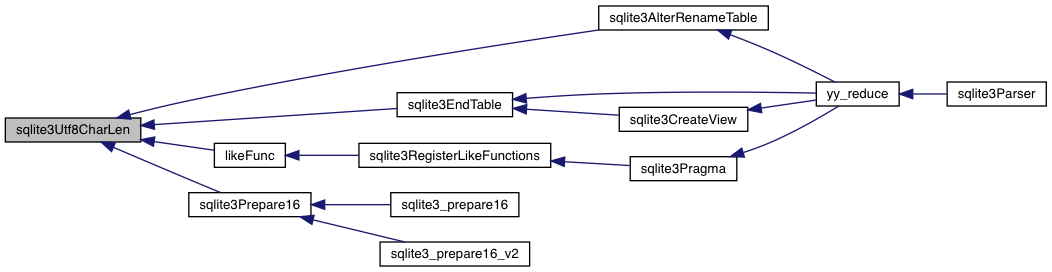 sqlite3AlterRenameTable
yy_reduce
sqlite3Parser
sqlite3EndTable
sqlite3CreateView
sqlite3Utf8CharLen
likeFunc
sqlite3RegisterLikeFunctions
sqlite3Pragma
sqlite3Prepare16
sqlite3_prepare16
sqlite3_prepare16_v2